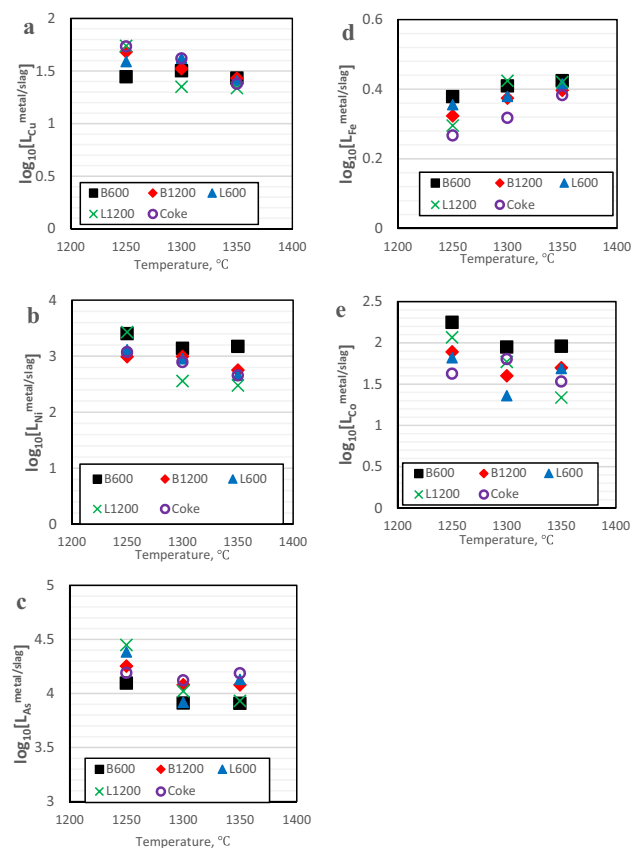 a
2
1.5
1
0.5
0
log₁₀[L_Cu^metal/slag]
B600 B1200 L600
L1200 Coke
1200 1250 1300 1350 1400
Temperature, ℃
d
0.6
0.4
0.2
0
log₁₀[L_Fe^metal/slag]
B600 B1200 L600
L1200 Coke
1200 1250 1300 1350 1400
Temperature, ℃
b
4
3
2
1
0
log₁₀[L_Ni^metal/slag]
B600 B1200 L600
L1200 Coke
1200 1250 1300 1350 1400
Temperature, ℃
e
2.5
2
1.5
1
0.5
0
log₁₀[L_Co^metal/slag]
B600 B1200 L600
L1200 Coke
1200 1250 1300 1350 1400
Temperature, ℃
c
5
4.5
4
3.5
3
log₁₀[L_As^metal/slag]
B600 B1200 L600
L1200 Coke
1200 1250 1300 1350 1400
Temperature, ℃